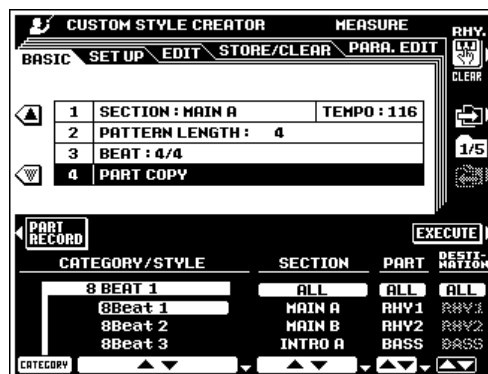 CUSTOM STYLE CREATOR MEASURE RHY.
BASIC SET UP EDIT STORE/CLEAR PARA. EDIT
CLEAR
1 SECTION : MAIN A TEMPO : 116
2 PATTERN LENGTH : 4
3 BEAT : 4/4
1/5
4 PART COPY
PART RECORD EXECUTE
CATEGORY/STYLE SECTION PART DESTI-NATION
8 BEAT 1 ALL ALL ALL
8Beat 1 MAIN A RHY1 RHY1
8Beat 2 MAIN B RHY2 RHY2
8Beat 3 INTRO A BASS BASS
CATEGORY